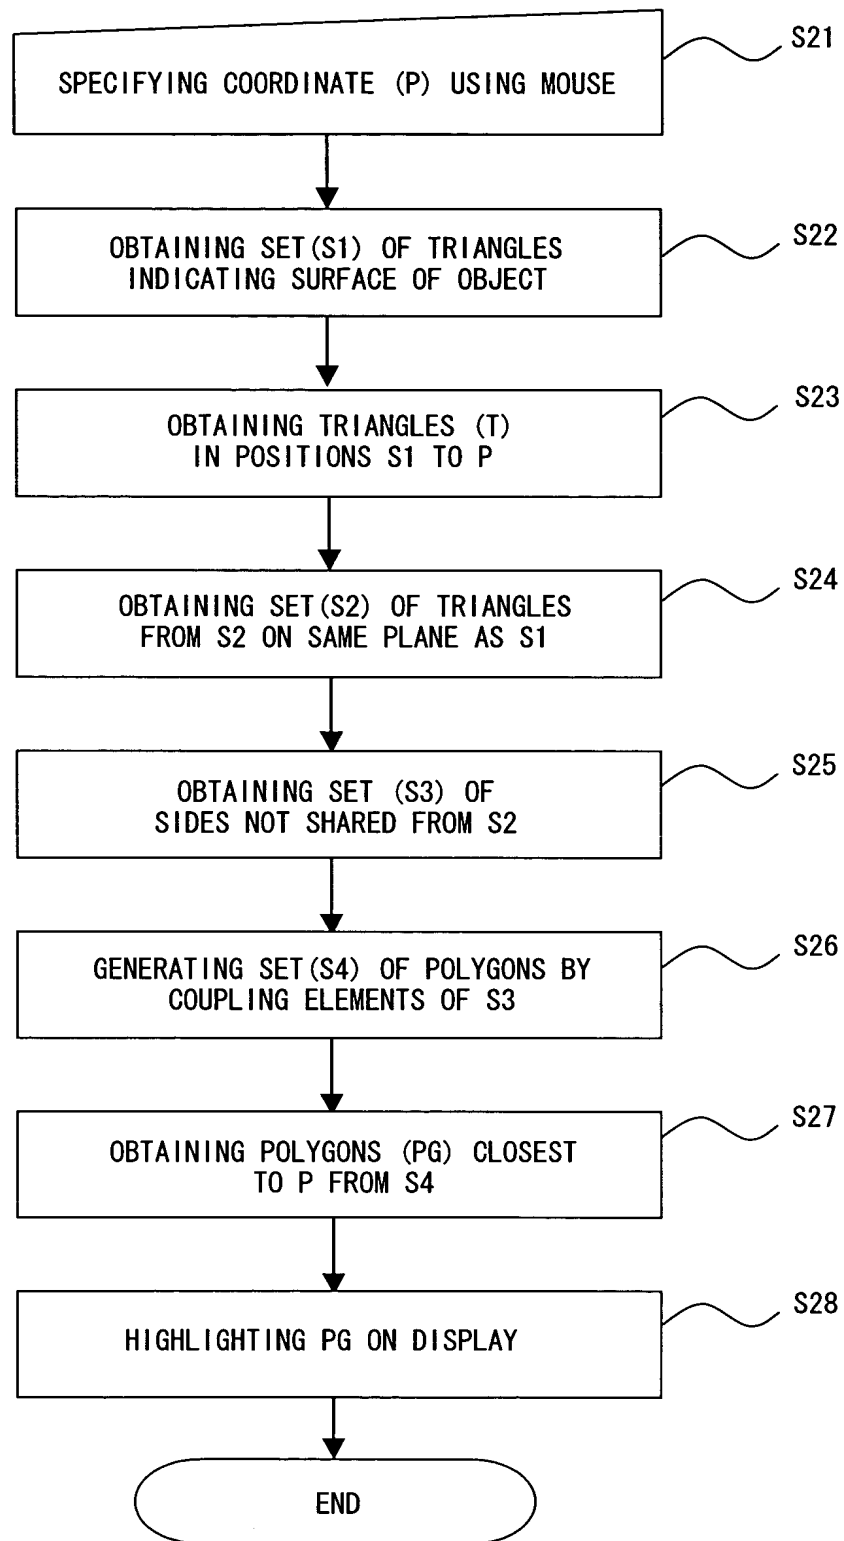 S21
SPECIFYING COORDINATE (P) USING MOUSE
S22
OBTAINING SET(S1) OF TRIANGLES
INDICATING SURFACE OF OBJECT
S23
OBTAINING TRIANGLES (T)
IN POSITIONS S1 TO P
S24
OBTAINING SET(S2) OF TRIANGLES
FROM S2 ON SAME PLANE AS S1
S25
OBTAINING SET (S3) OF
SIDES NOT SHARED FROM S2
S26
GENERATING SET(S4) OF POLYGONS BY
COUPLING ELEMENTS OF S3
S27
OBTAINING POLYGONS (PG) CLOSEST
TO P FROM S4
S28
HIGHLIGHTING PG ON DISPLAY
END